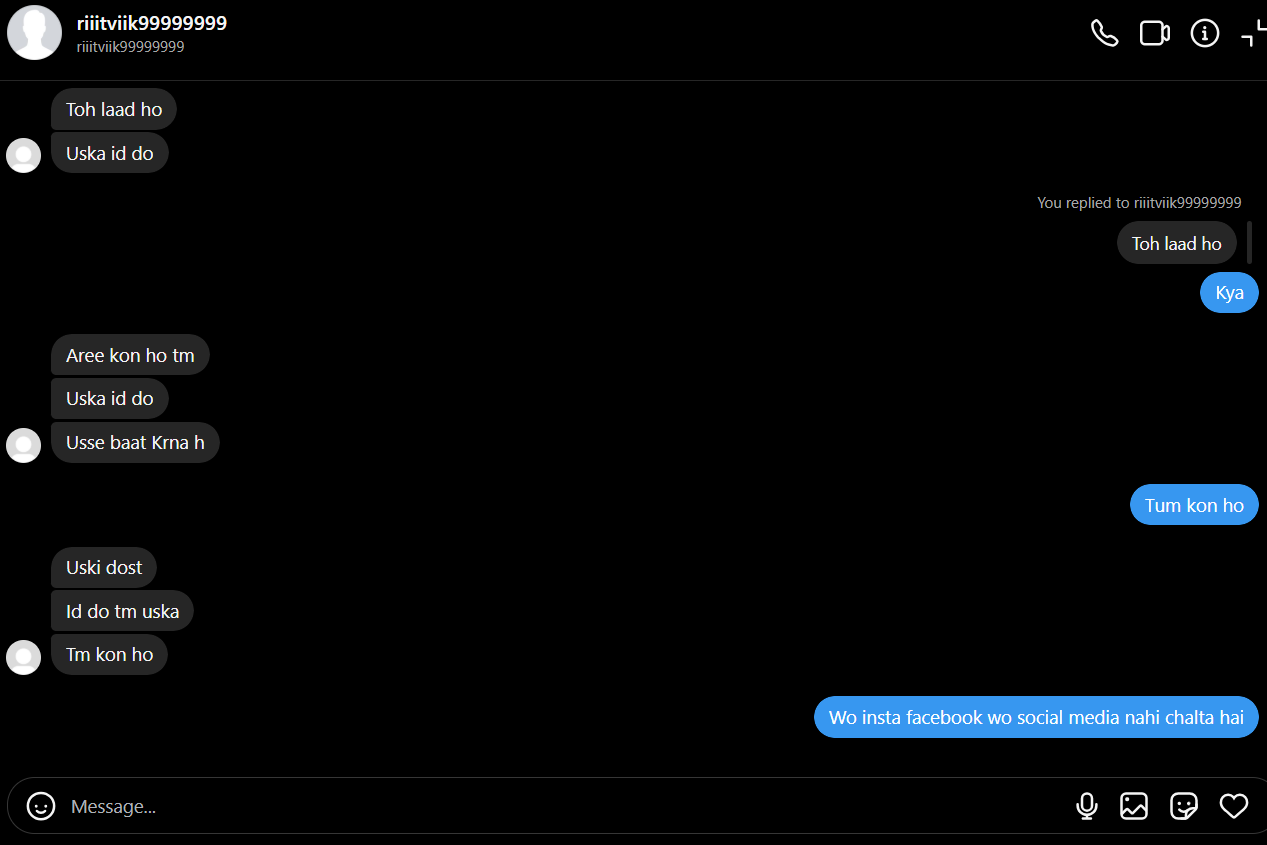 riiitviik99999999
riiitviik99999999
Toh laad ho
Uska id do
You replied to riiitviik99999999
Toh laad ho
Kya
Aree kon ho tm
Uska id do
Usse baat Krna h
Tum kon ho
Uski dost
Id do tm uska
Tm kon ho
Wo insta facebook wo social media nahi chalta hai
Message...